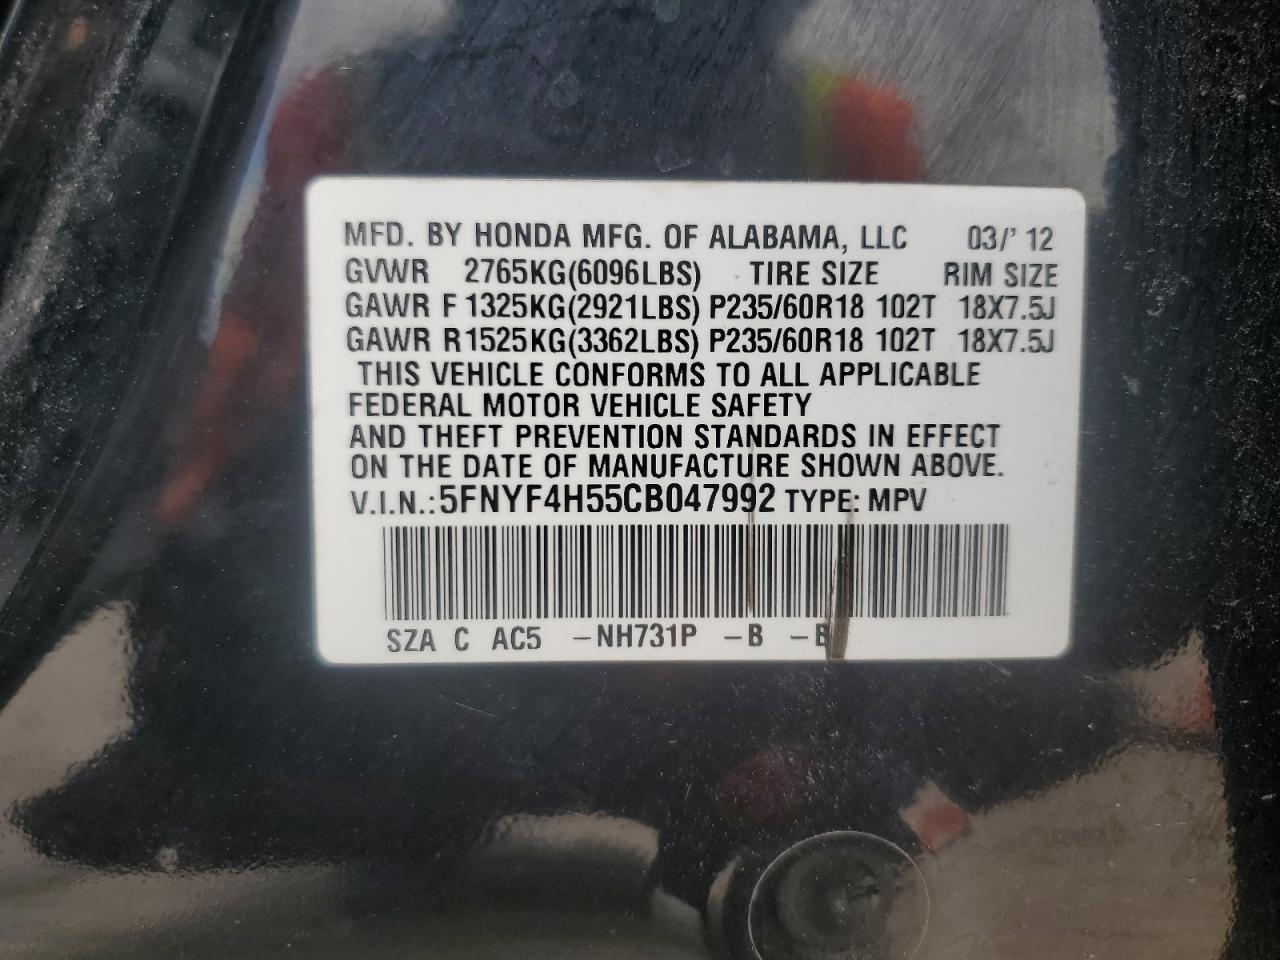 MFD. BY HONDA MFG. OF ALABAMA, LLC 03/' 12
GVWR 2765KG(6096LBS) TIRE SIZE RIM SIZE
GAWR F 1325KG(2921LBS) P235/60R18 102T 18X7.5J
GAWR R1525KG(3362LBS) P235/60R18 102T 18X7.5J
THIS VEHICLE CONFORMS TO ALL APPLICABLE
FEDERAL MOTOR VEHICLE SAFETY
AND THEFT PREVENTION STANDARDS IN EFFECT
ON THE DATE OF MANUFACTURE SHOWN ABOVE.
V.I.N.: 5FNYF4H55CB047992 TYPE: MPV
SZA C AC5 -NH731P -B -B